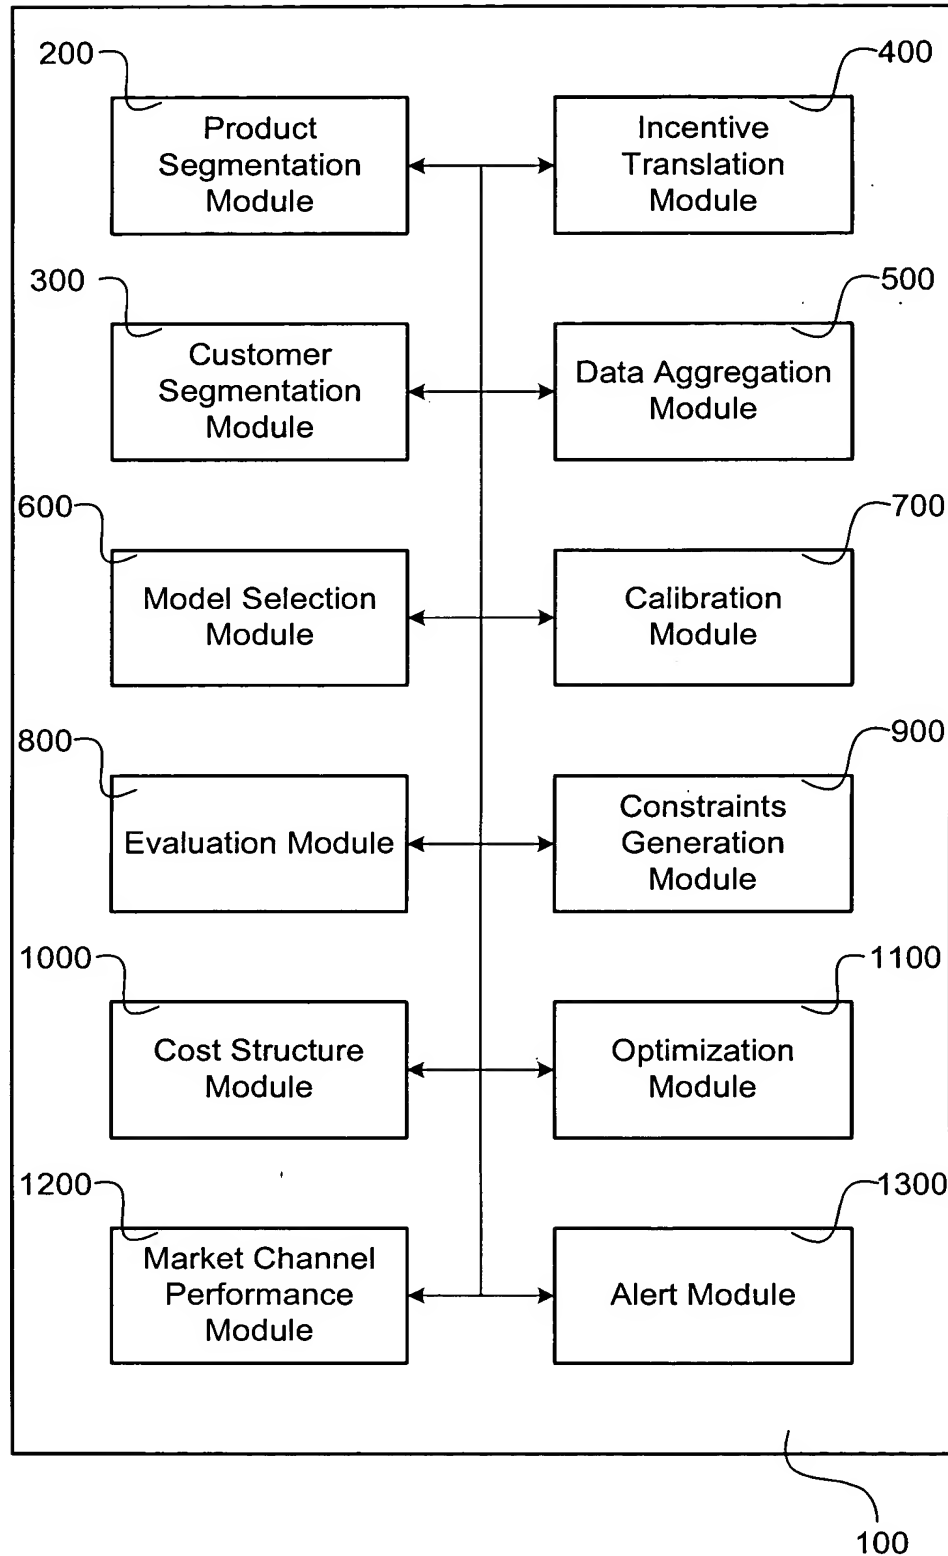 200
400
Product
Segmentation
Module
Incentive
Translation
Module
300
500
Customer
Segmentation
Module
Data Aggregation
Module
600
700
Model Selection
Module
Calibration
Module
800
900
Evaluation Module
Constraints
Generation
Module
1000
1100
Cost Structure
Module
Optimization
Module
1200
1300
Market Channel
Performance
Module
Alert Module
100